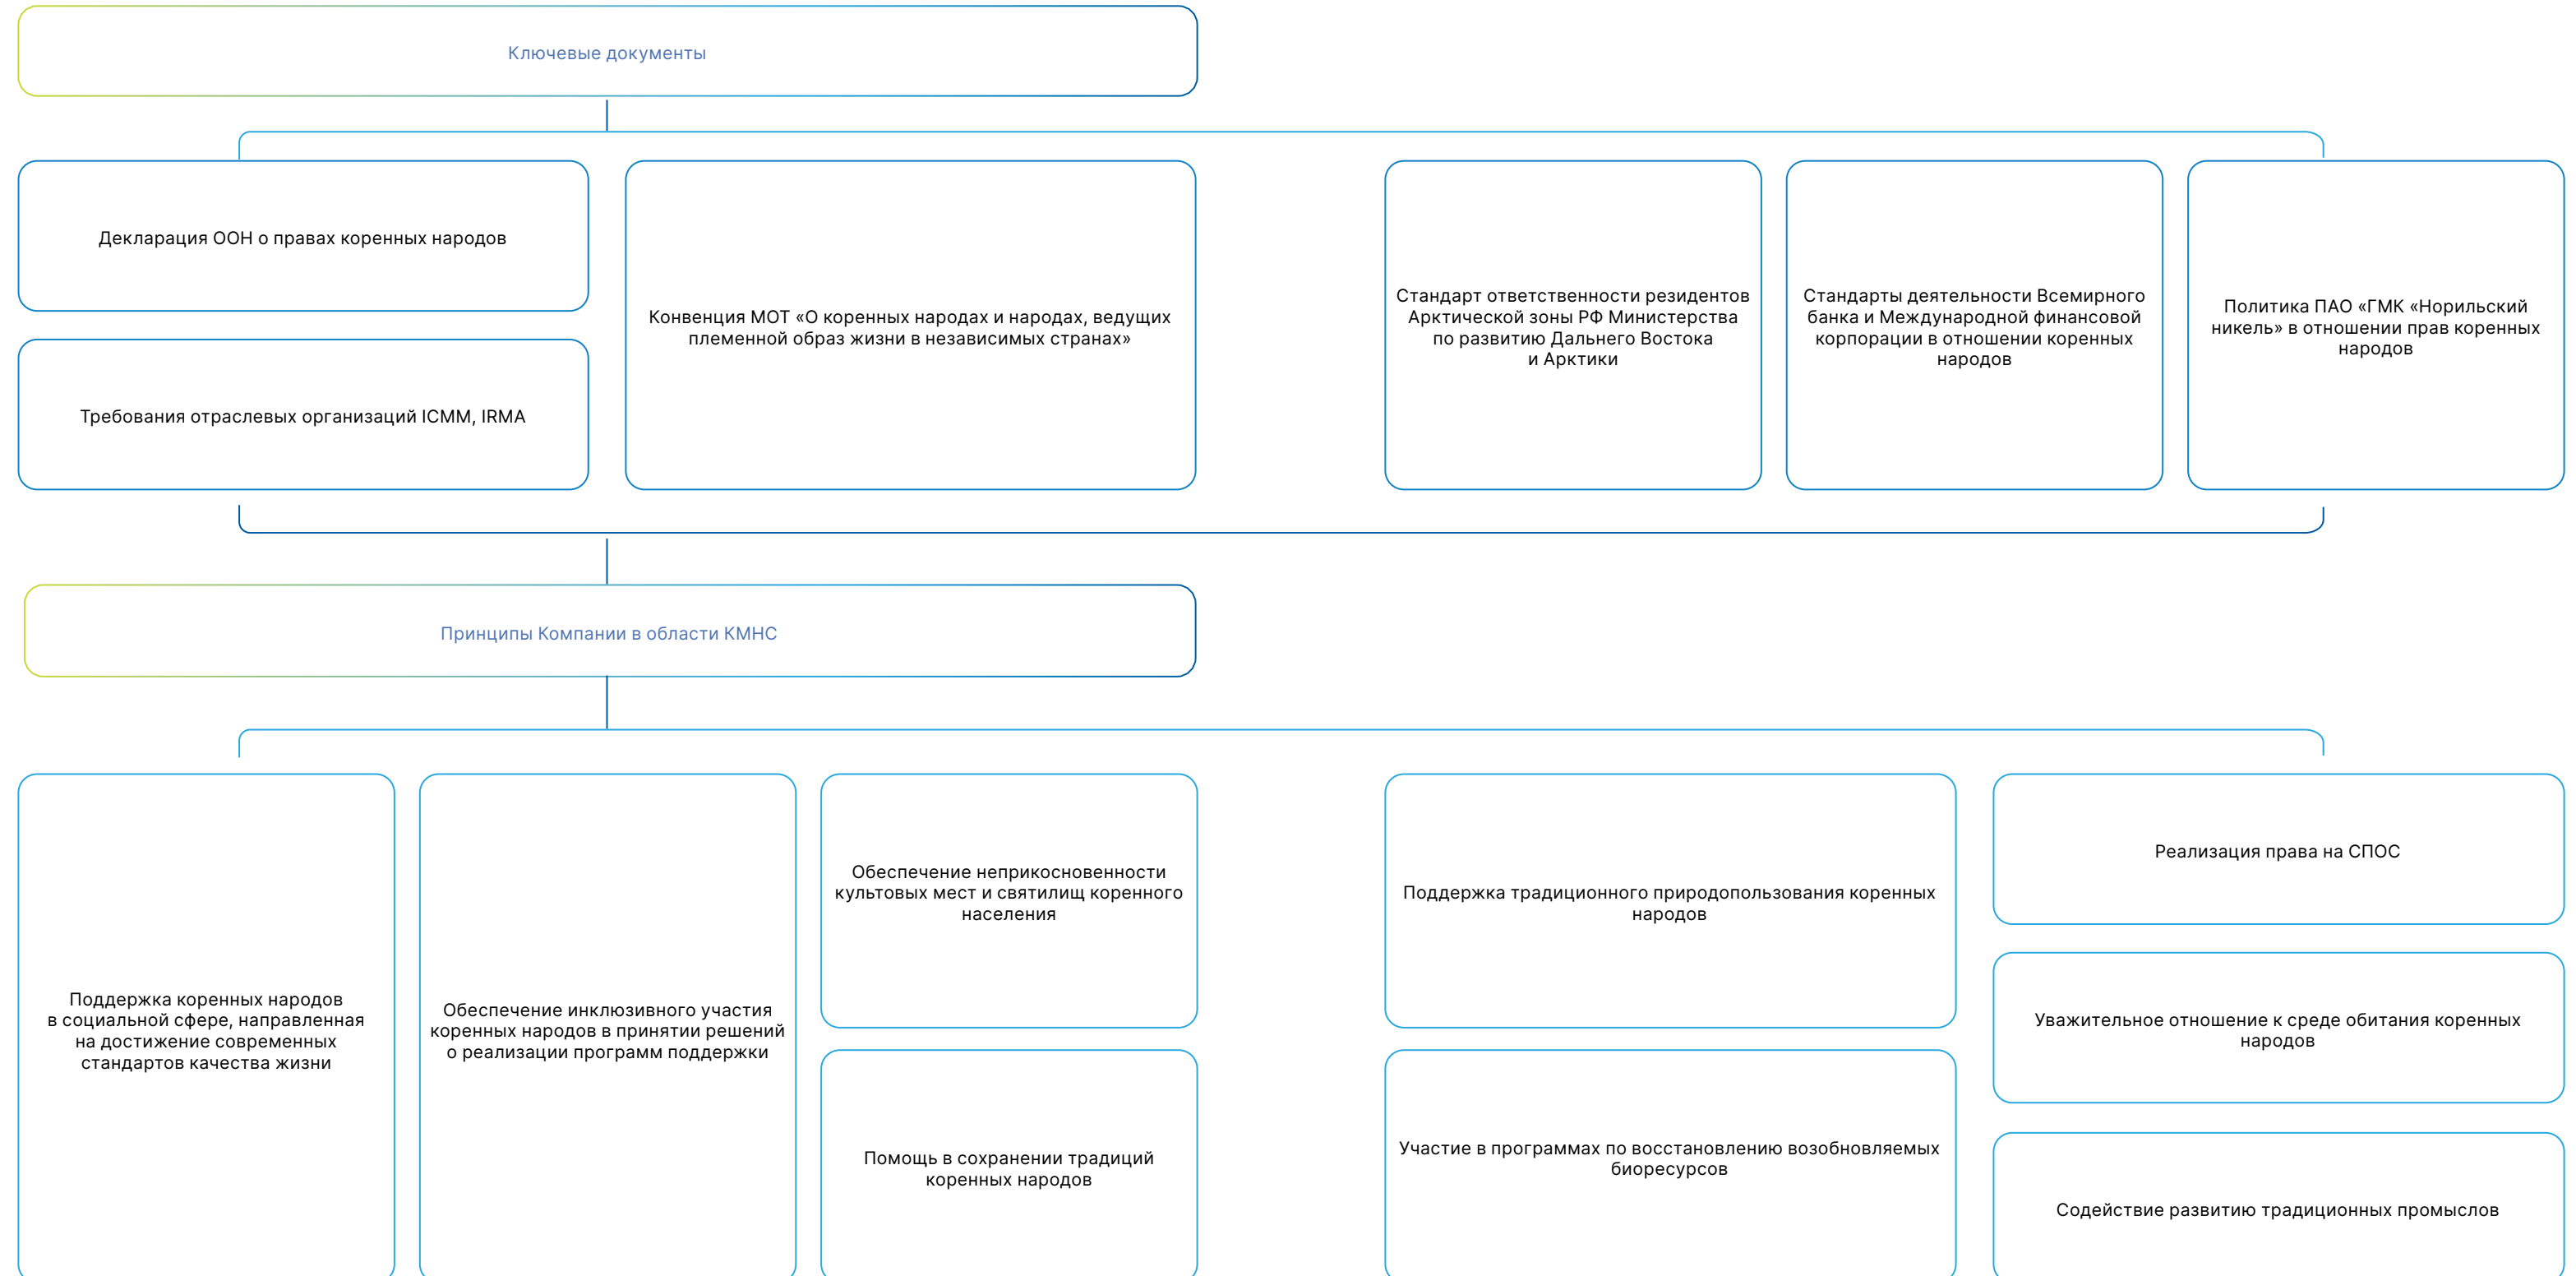 Ключевые документы
Декларация ООН о правах коренных народов
Требования отраслевых организаций ICMM, IRMA
Конвенция МОТ «О коренных народах и народах, ведущих
племенной образ жизни в независимых странах»
Стандарт ответственности резидентов
Арктической зоны РФ Министерства
по развитию Дальнего Востока
и Арктики
Стандарты деятельности Всемирного
банка и Международной финансовой
корпорации в отношении коренных
народов
Политика ПАО «ГМК «Норильский
никель» в отношении прав коренных
народов
Принципы Компании в области КМНС
Поддержка коренных народов
в социальной сфере, направленная
на достижение современных
стандартов качества жизни
Обеспечение инклюзивного участия
коренных народов в принятии решений
о реализации программ поддержки
Обеспечение неприкосновенности
культовых мест и святилищ коренного
населения
Помощь в сохранении традиций
коренных народов
Поддержка традиционного природопользования коренных
народов
Участие в программах по восстановлению возобновляемых
биоресурсов
Реализация права на СПОС
Уважительное отношение к среде обитания коренных
народов
Содействие развитию традиционных промыслов